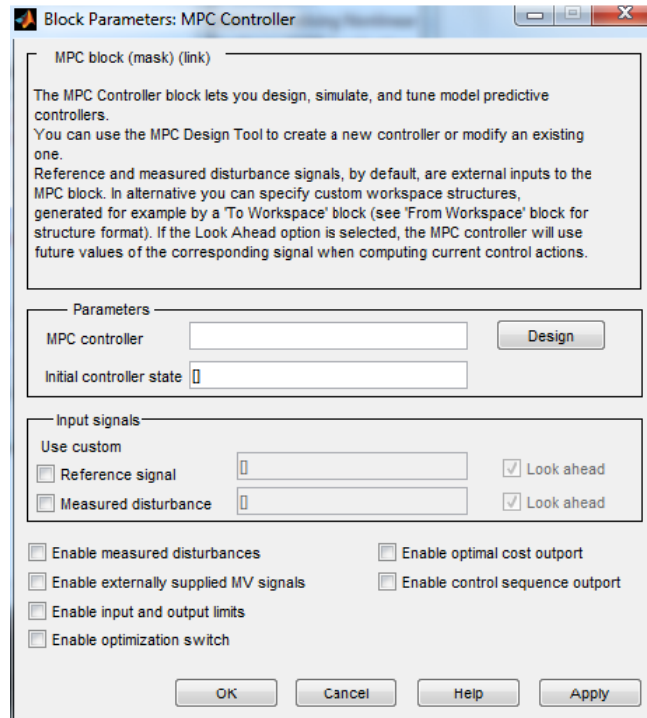 Block Parameters: MPC Controller
MPC block (mask) (link)
The MPC Controller block lets you design, simulate, and tune model predictive
controllers.
You can use the MPC Design Tool to create a new controller or modify an existing
one.
Reference and measured disturbance signals, by default, are external inputs to the
MPC block. In alternative you can specify custom workspace structures,
generated for example by a 'To Workspace' block (see 'From Workspace' block for
structure format). If the Look Ahead option is selected, the MPC controller will use
future values of the corresponding signal when computing current control actions.
Parameters
MPC controller
Design
Initial controller state []
Input signals
Use custom
Reference signal [] Look ahead
Measured disturbance [] Look ahead
Enable measured disturbances
Enable optimal cost outport
Enable externally supplied MV signals
Enable control sequence outport
Enable input and output limits
Enable optimization switch
OK Cancel Help Apply